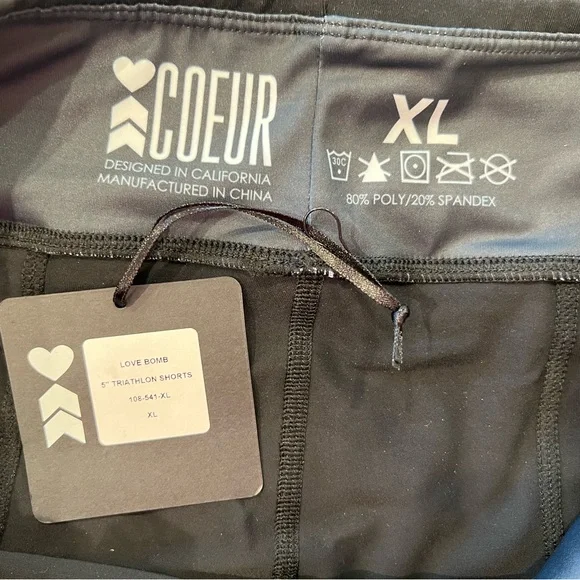 COEUR
DESIGNED IN CALIFORNIA
MANUFACTURED IN CHINA
XL
30C
80% POLY/20% SPANDEX
LOVE BOMB
5" TRIATHLON SHORTS
108-541-XL
XL